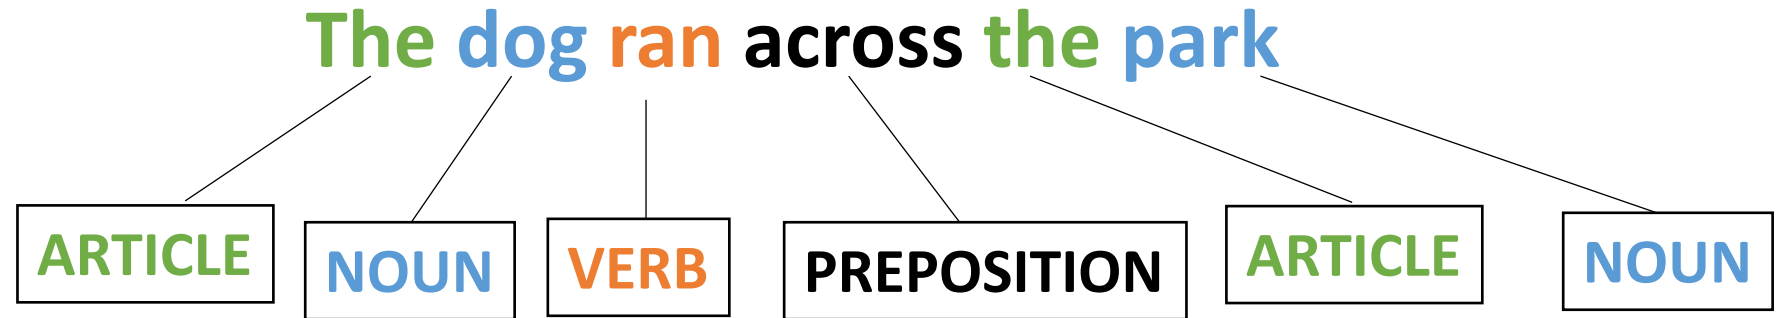 The dog ran across the park
ARTICLE NOUN VERB PREPOSITION ARTICLE NOUN